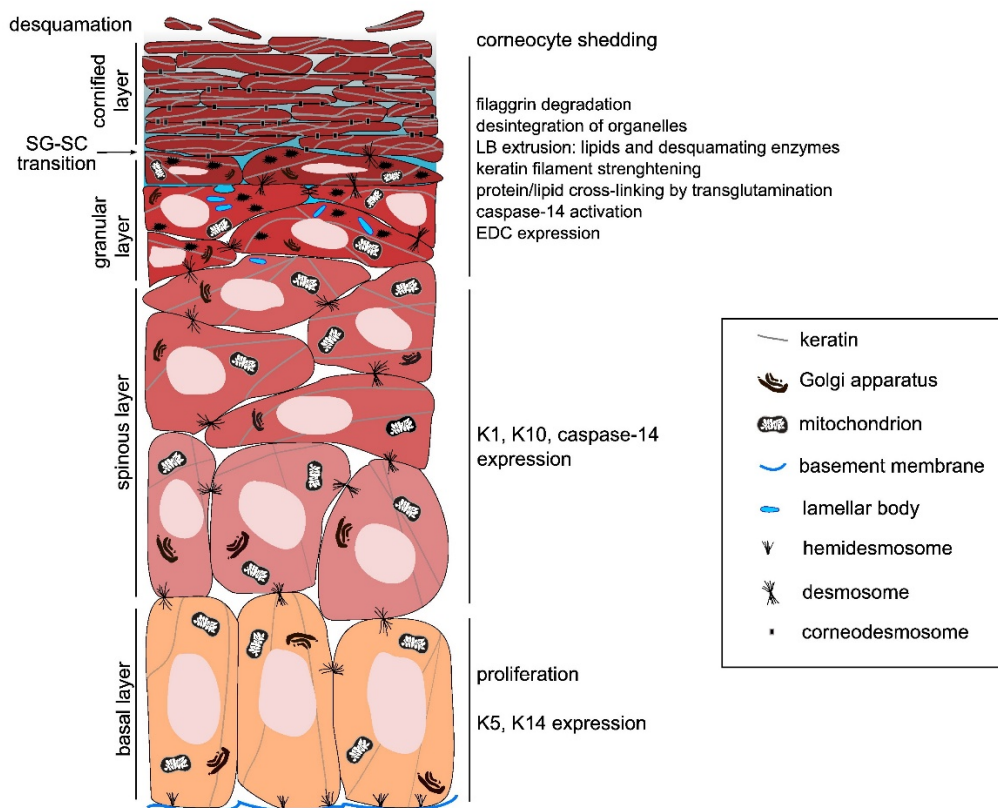 desquamation
corneocyte shedding
cornified
layer
SG-SC
transition
granular
layer
filaggrin degradation
desintegration of organelles
LB extrusion: lipids and desquamating enzymes
keratin filament strenghtening
protein/lipid cross-linking by transglutamination
caspase-14 activation
EDC expression
spinous layer
K1, K10, caspase-14
expression
basal layer
proliferation
K5, K14 expression
keratin
Golgi apparatus
mitochondrion
basement membrane
lamellar body
hemidesmosome
desmosome
corneodesmosome